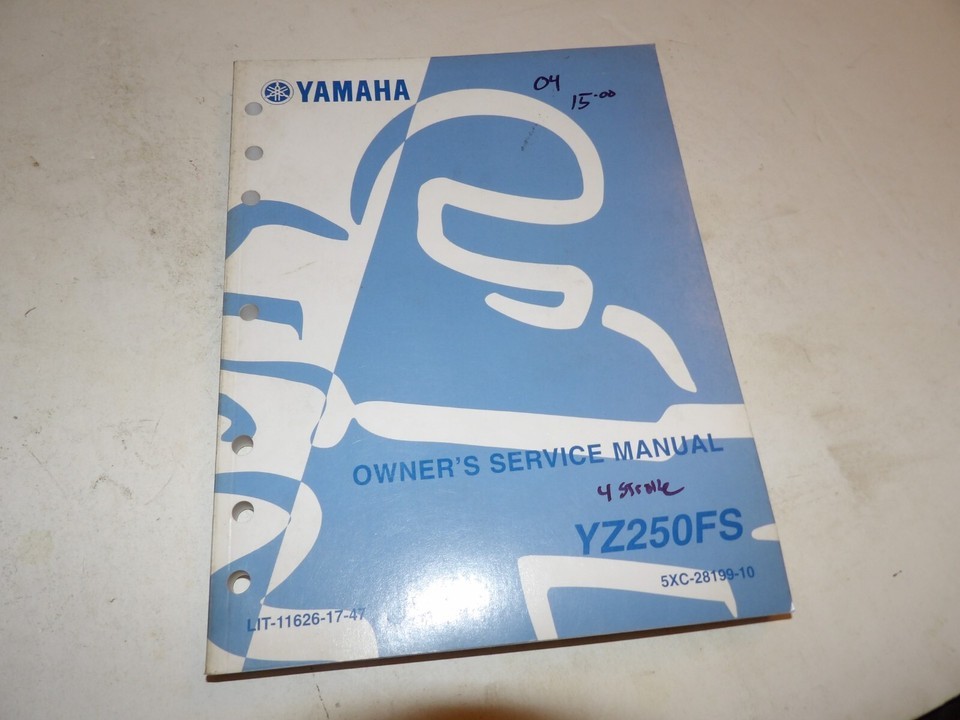 YAMAHA
04
15.00
OWNER'S SERVICE MANUAL
4 Stroke
YZ250FS
5XC-28199-10
LIT-11626-17-47